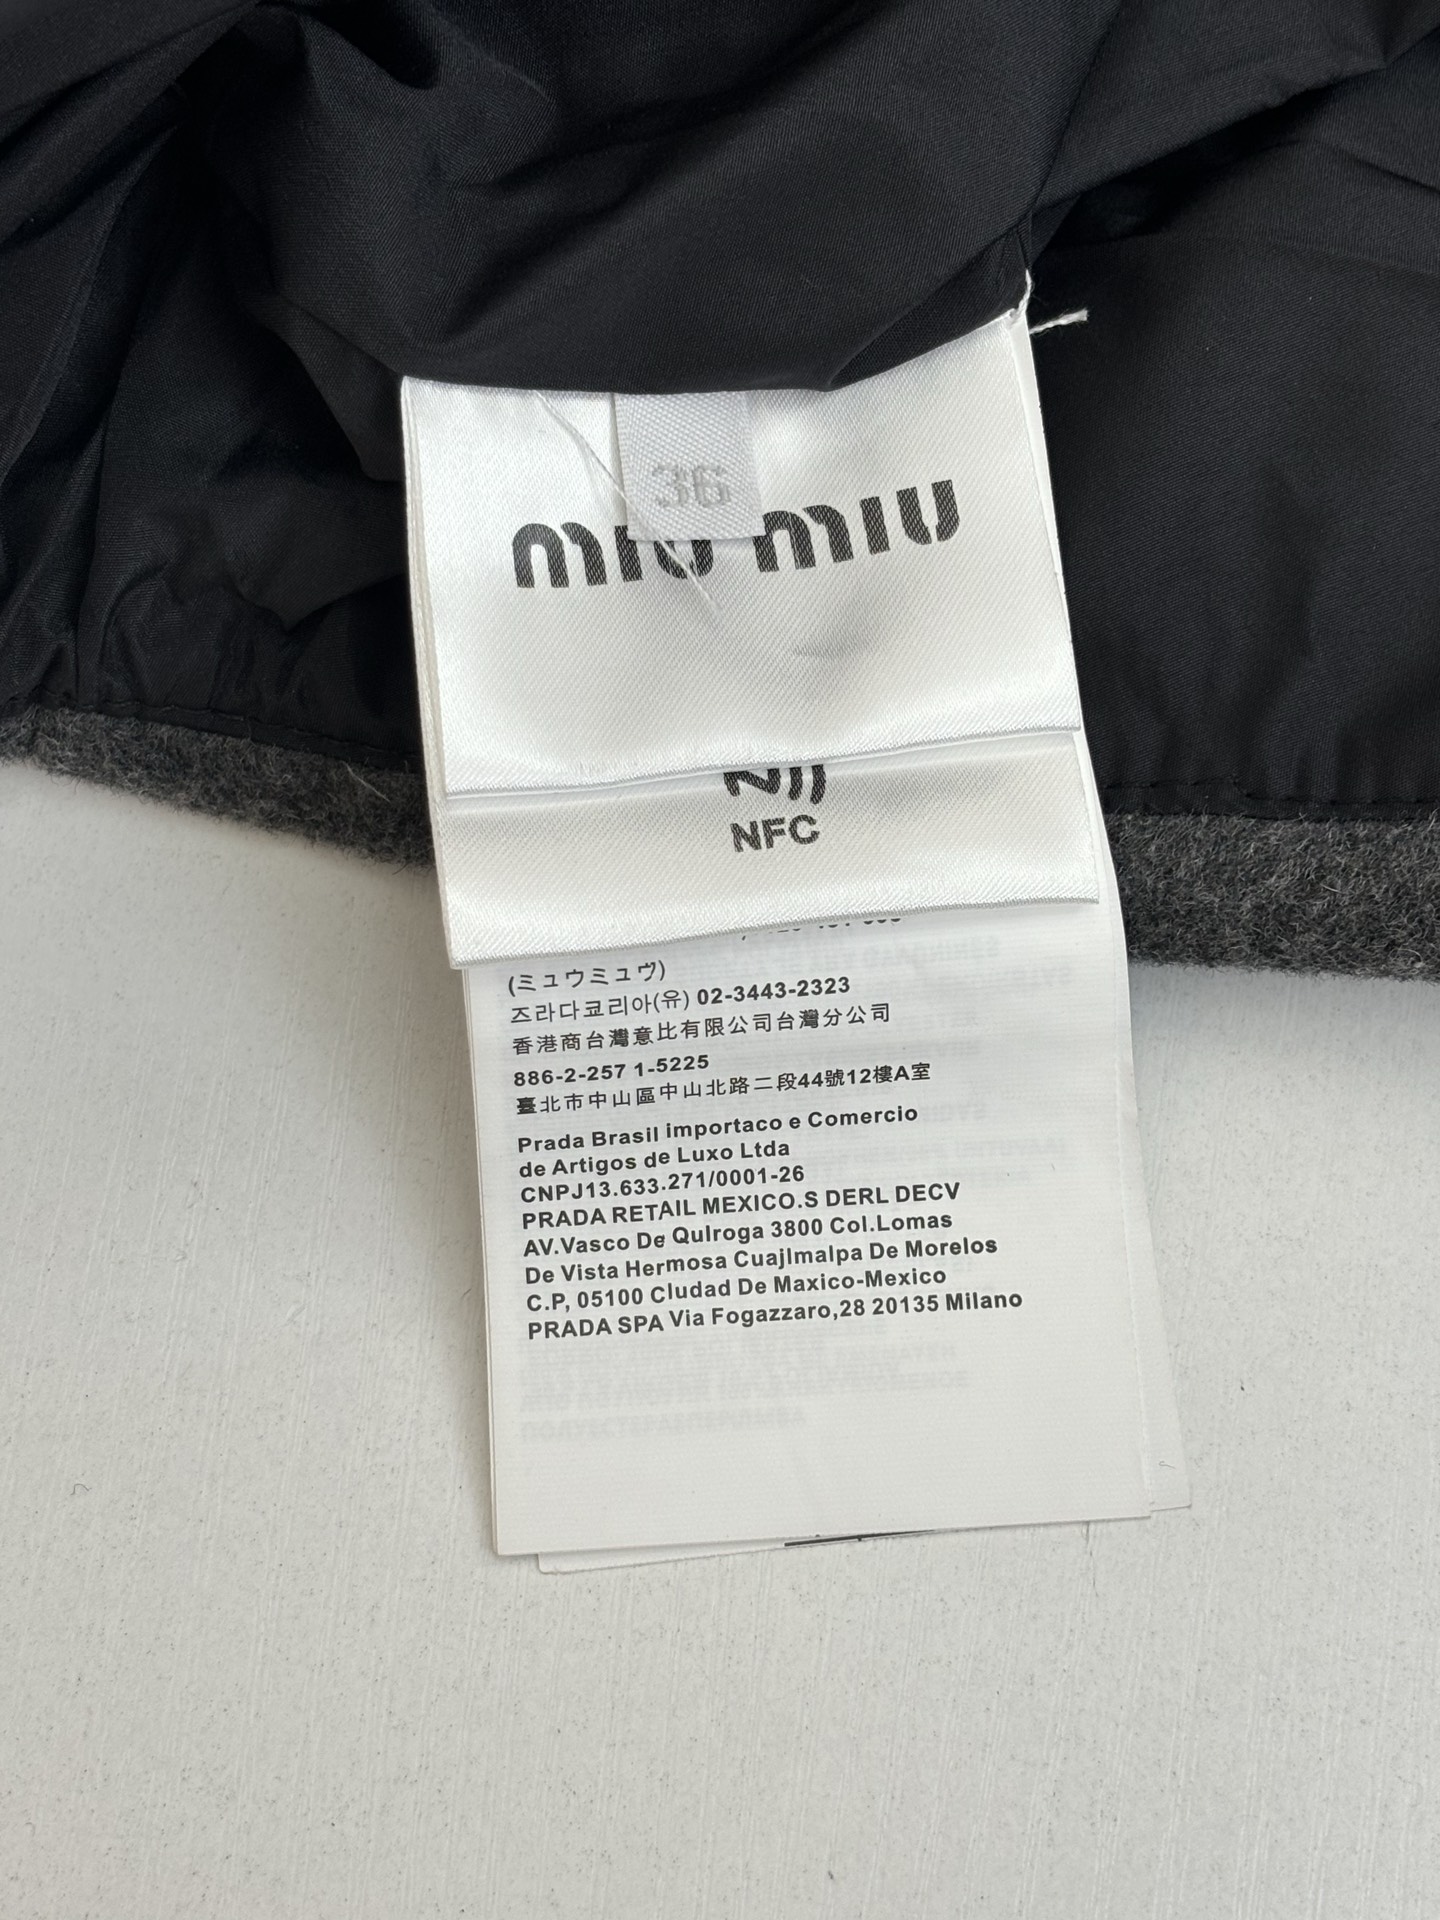 36
miu miu
NFC
(ミュウミュウ)
즈라다코리아(유) 02-3443-2323
香港商台灣意比有限公司台灣分公司
886-2-257 1-5225
臺北市中山區中山北路二段44號12樓A室
Prada Brasil importaco e Comercio
de Artigos de Luxo Ltda
CNPJ13.633.271/0001-26
PRADA RETAIL MEXICO.S DERL DECV
AV.Vasco De Qulroga 3800 Col.Lomas
De Vista Hermosa Cuajlmalpa De Morelos
C.P, 05100 Cludad De Maxico-Mexico
PRADA SPA Via Fogazzaro,28 20135 Milano